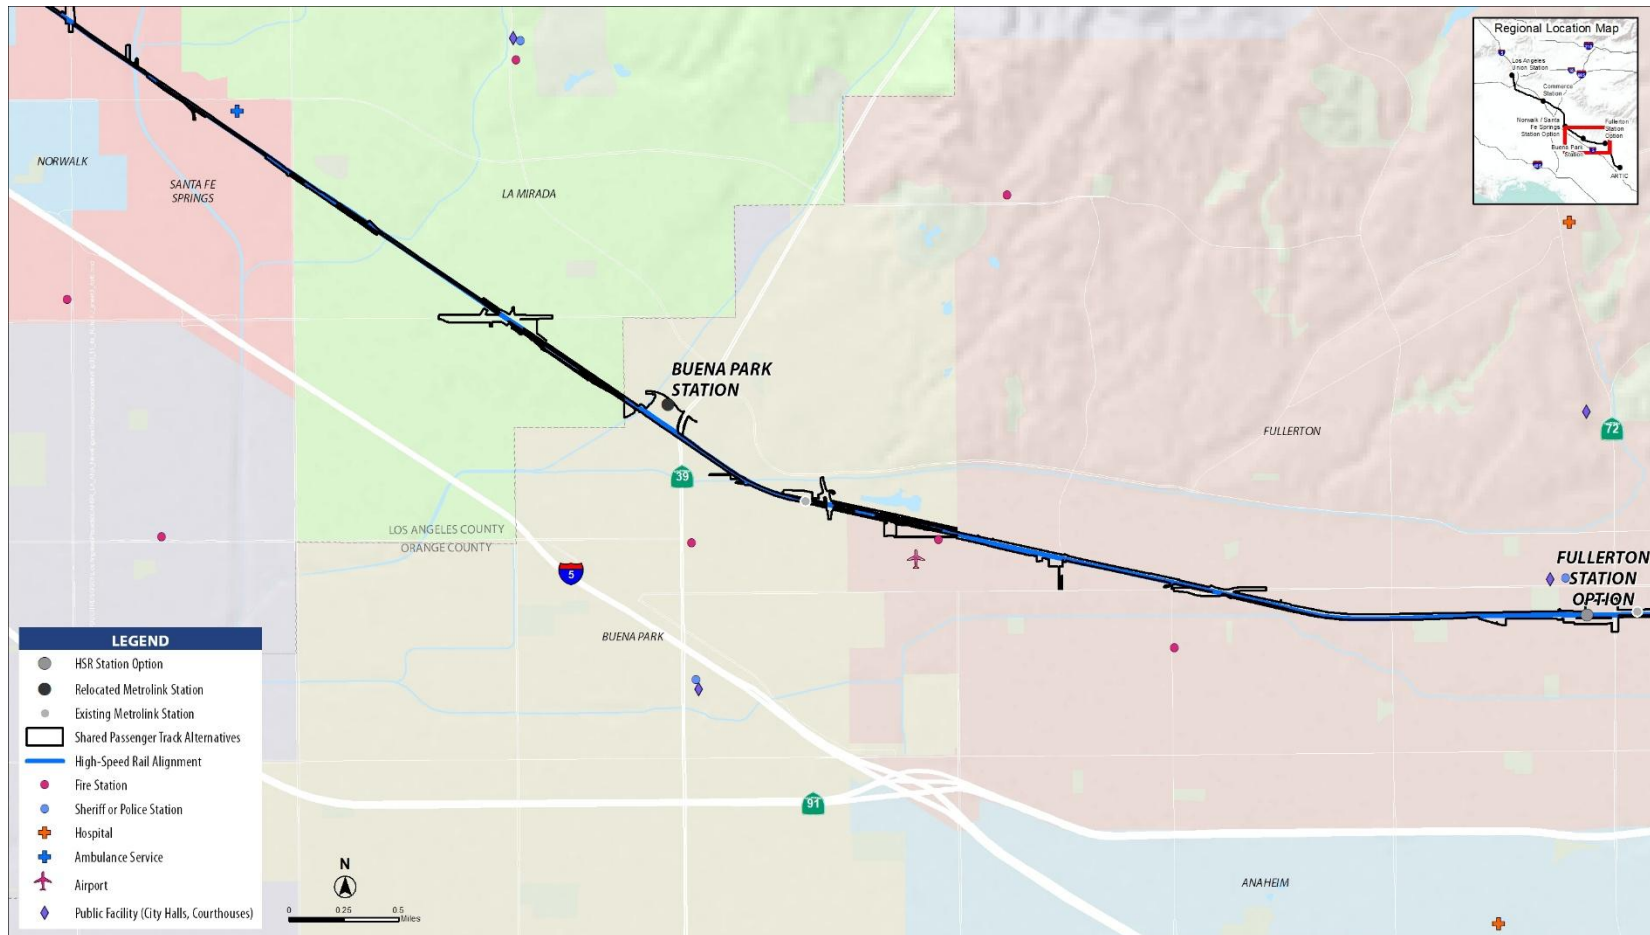 Regional Location Map
Los Angeles
Union Station
Commerce
Station
Norwalk / Santa
Fe Springs
Station Option
Fullerton
Station
Option
Buena Park
Station
ARTIC
5
NORWALK
SANTA FE
SPRINGS
LA MIRADA
BUENA PARK
STATION
FULLERTON
72
39
LOS ANGELES COUNTY
ORANGE COUNTY
5
FULLERTON
STATION
OPTION
BUENA PARK
91
ANAHEIM
LEGEND
HSR Station Option
Relocated Metrolink Station
Existing Metrolink Station
Shared Passenger Track Alternatives
High-Speed Rail Alignment
Fire Station
Sheriff or Police Station
Hospital
Ambulance Service
Airport
Public Facility (City Halls, Courthouses)
N
0 0.25 0.5
Miles